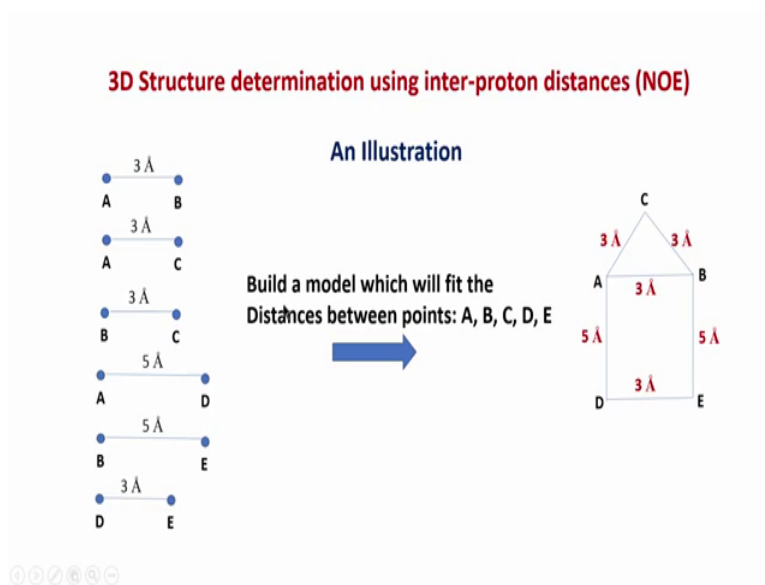 3D Structure determination using inter-proton distances (NOE)
An Illustration
3 Å
A B
3 Å
A C
3 Å
B C
5 Å
A D
5 Å
B E
3 Å
D E
Build a model which will fit the
Distances between points: A, B, C, D, E
C
3 Å 3 Å
A B
3 Å
5 Å 5 Å
3 Å
D E